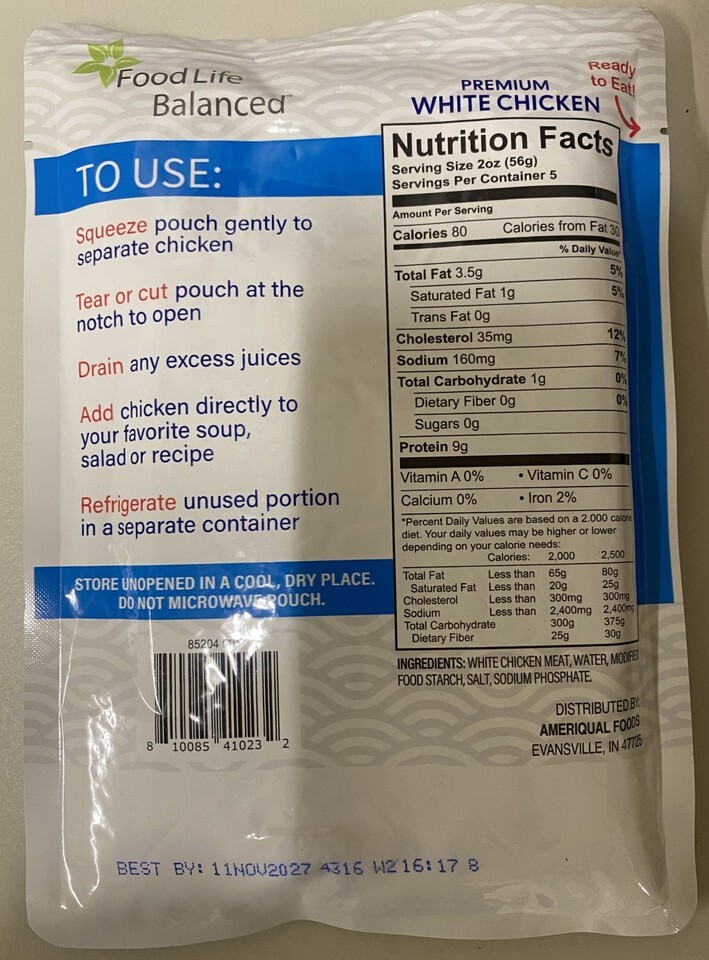 Food Life
Balanced™
Ready
to Eat!
PREMIUM
WHITE CHICKEN
TO USE:
Squeeze pouch gently to
separate chicken
Tear or cut pouch at the
notch to open
Drain any excess juices
Add chicken directly to
your favorite soup,
salad or recipe
Refrigerate unused portion
in a separate container
STORE UNOPENED IN A COOL, DRY PLACE.
DO NOT MICROWAVE POUCH.
85204
8 10085 41023 2
Nutrition Facts
Serving Size 2oz (56g)
Servings Per Container 5
Amount Per Serving
Calories 80 Calories from Fat 30
% Daily Value*
Total Fat 3.5g 5%
Saturated Fat 1g 5%
Trans Fat 0g
Cholesterol 35mg 12%
Sodium 160mg 7%
Total Carbohydrate 1g 0%
Dietary Fiber 0g 0%
Sugars 0g
Protein 9g
Vitamin A 0% • Vitamin C 0%
Calcium 0% • Iron 2%
*Percent Daily Values are based on a 2,000 calorie
diet. Your daily values may be higher or lower
depending on your calorie needs:
Calories: 2,000 2,500
Total Fat Less than 65g 80g
Saturated Fat Less than 20g 25g
Cholesterol Less than 300mg 300mg
Sodium Less than 2,400mg 2,400mg
Total Carbohydrate 300g 375g
Dietary Fiber 25g 30g
INGREDIENTS: WHITE CHICKEN MEAT, WATER, MODIFIED
FOOD STARCH, SALT, SODIUM PHOSPHATE.
DISTRIBUTED BY:
AMERIQUAL FOODS
EVANSVILLE, IN 47725
BEST BY: 11NOV2027 4316 W2 16:17 8